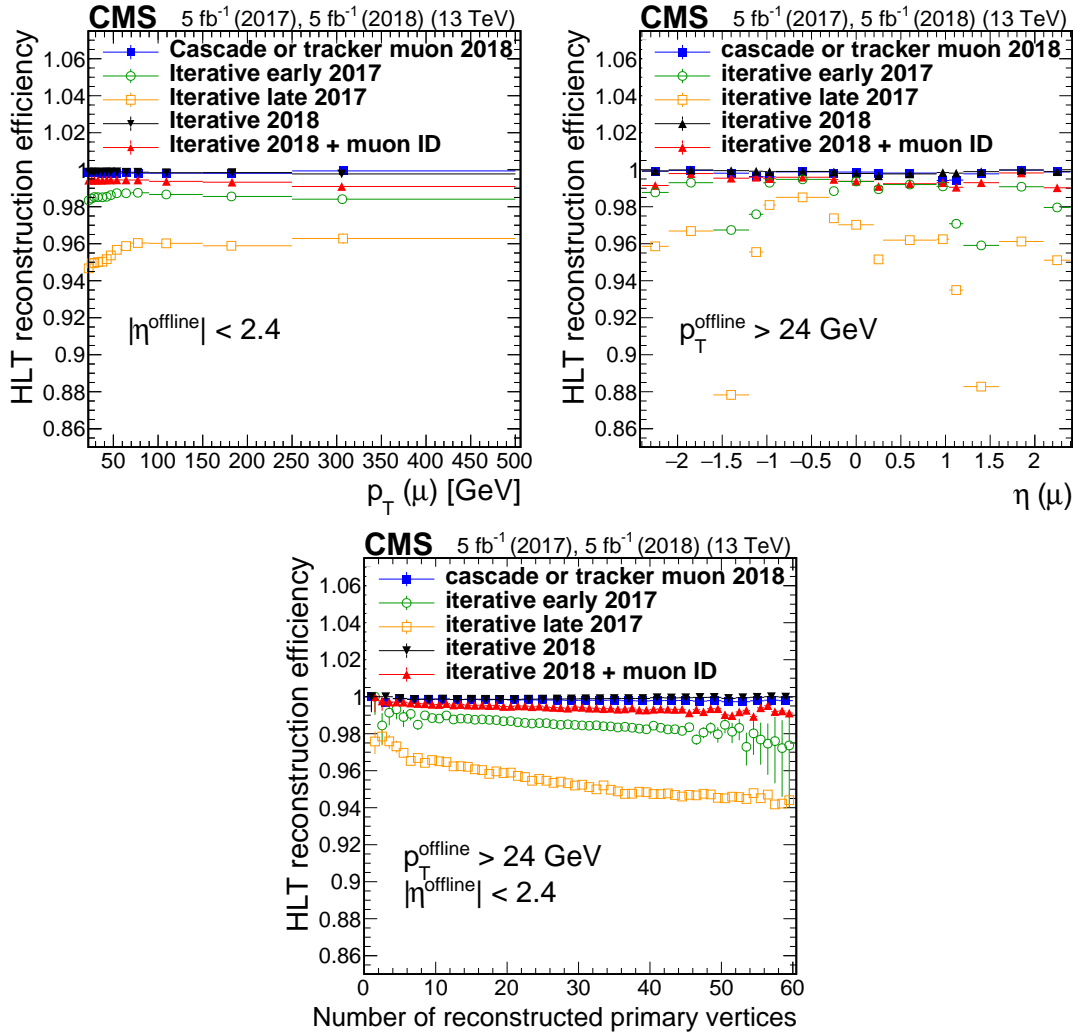 CMS 5 fb⁻¹ (2017), 5 fb⁻¹ (2018) (13 TeV)
Cascade or tracker muon 2018
Iterative early 2017
Iterative late 2017
Iterative 2018
Iterative 2018 + muon ID
|η^offline| < 2.4
HLT reconstruction efficiency
1.06
1.04
1.02
1
0.98
0.96
0.94
0.92
0.9
0.88
0.86
50 100 150 200 250 300 350 400 450 500
p_T (μ) [GeV]
CMS 5 fb⁻¹ (2017), 5 fb⁻¹ (2018) (13 TeV)
cascade or tracker muon 2018
iterative early 2017
iterative late 2017
iterative 2018
iterative 2018 + muon ID
p_T^offline > 24 GeV
HLT reconstruction efficiency
1.06
1.04
1.02
1
0.98
0.96
0.94
0.92
0.9
0.88
0.86
−2 −1.5 −1 −0.5 0 0.5 1 1.5 2
η (μ)
CMS 5 fb⁻¹ (2017), 5 fb⁻¹ (2018) (13 TeV)
cascade or tracker muon 2018
iterative early 2017
iterative late 2017
iterative 2018
iterative 2018 + muon ID
p_T^offline > 24 GeV
|η^offline| < 2.4
HLT reconstruction efficiency
1.06
1.04
1.02
1
0.98
0.96
0.94
0.92
0.9
0.88
0.86
0 10 20 30 40 50 60
Number of reconstructed primary vertices